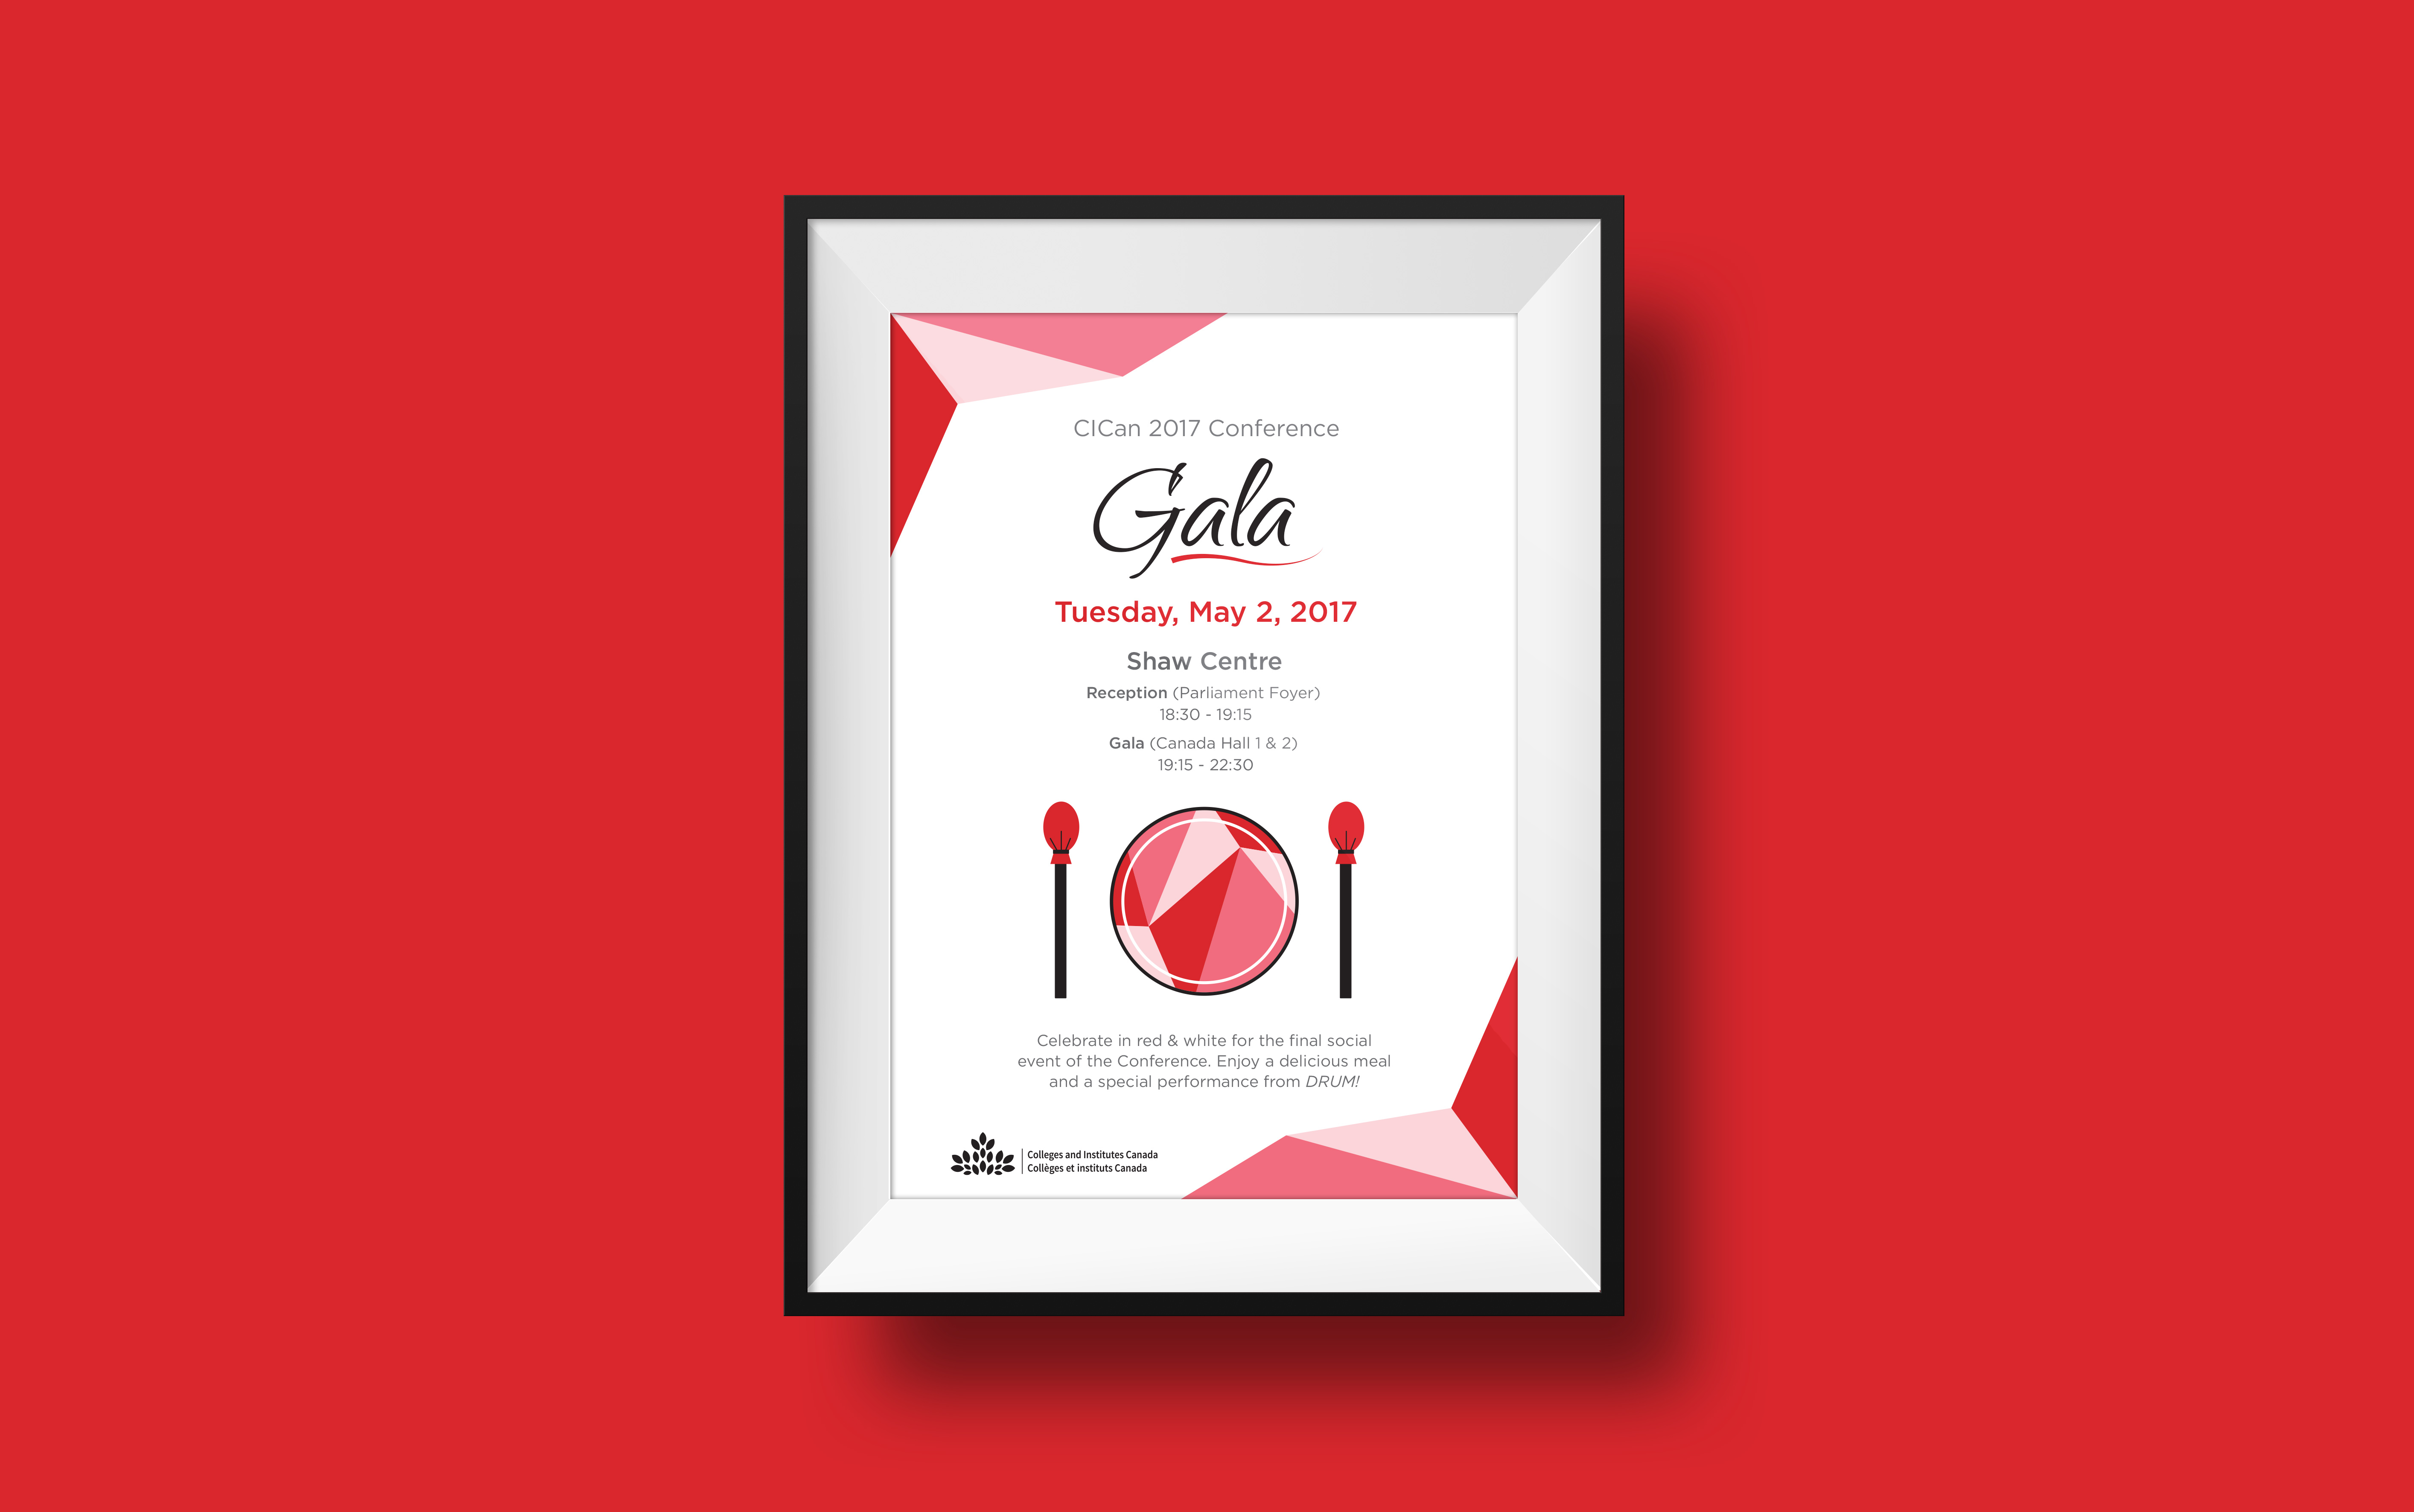 CICan 2017 Conference
Gala
Tuesday, May 2, 2017
Shaw Centre
Reception (Parliament Foyer)
18:30 - 19:15
Gala (Canada Hall 1 & 2)
19:15 - 22:30
Celebrate in red & white for the final social
event of the Conference. Enjoy a delicious meal
and a special performance from DRUM!
Colleges and Institutes Canada
Collèges et instituts Canada